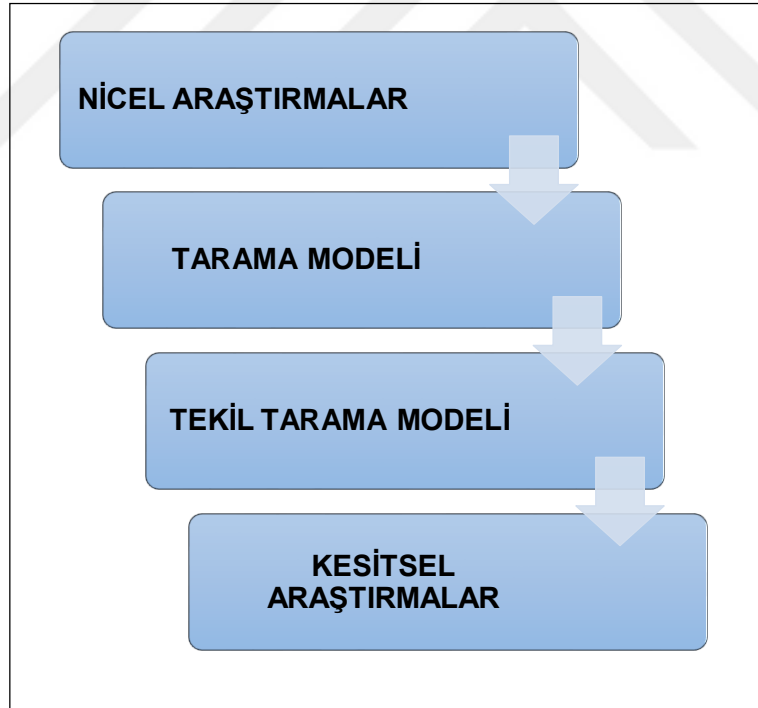 NİCEL ARAŞTIRMALAR
TARAMA MODELİ
TEKİL TARAMA MODELİ
KESİTSEL
ARAŞTIRMALAR